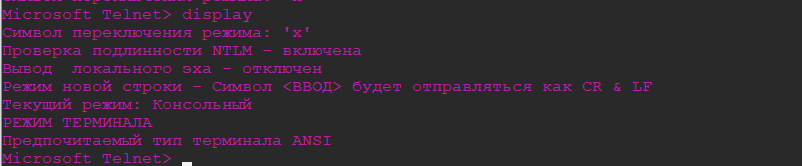 Microsoft Telnet> display
Символ переключения режима: 'x'
Проверка подлинности NTLM - включена
Вывод  локального эха - отключен
Режим новой строки - Символ <ВВОД> будет отправляться как CR & LF
Текущий режим: Консольный
РЕЖИМ ТЕРМИНАЛА
Предпочитаемый тип терминала ANSI
Microsoft Telnet>